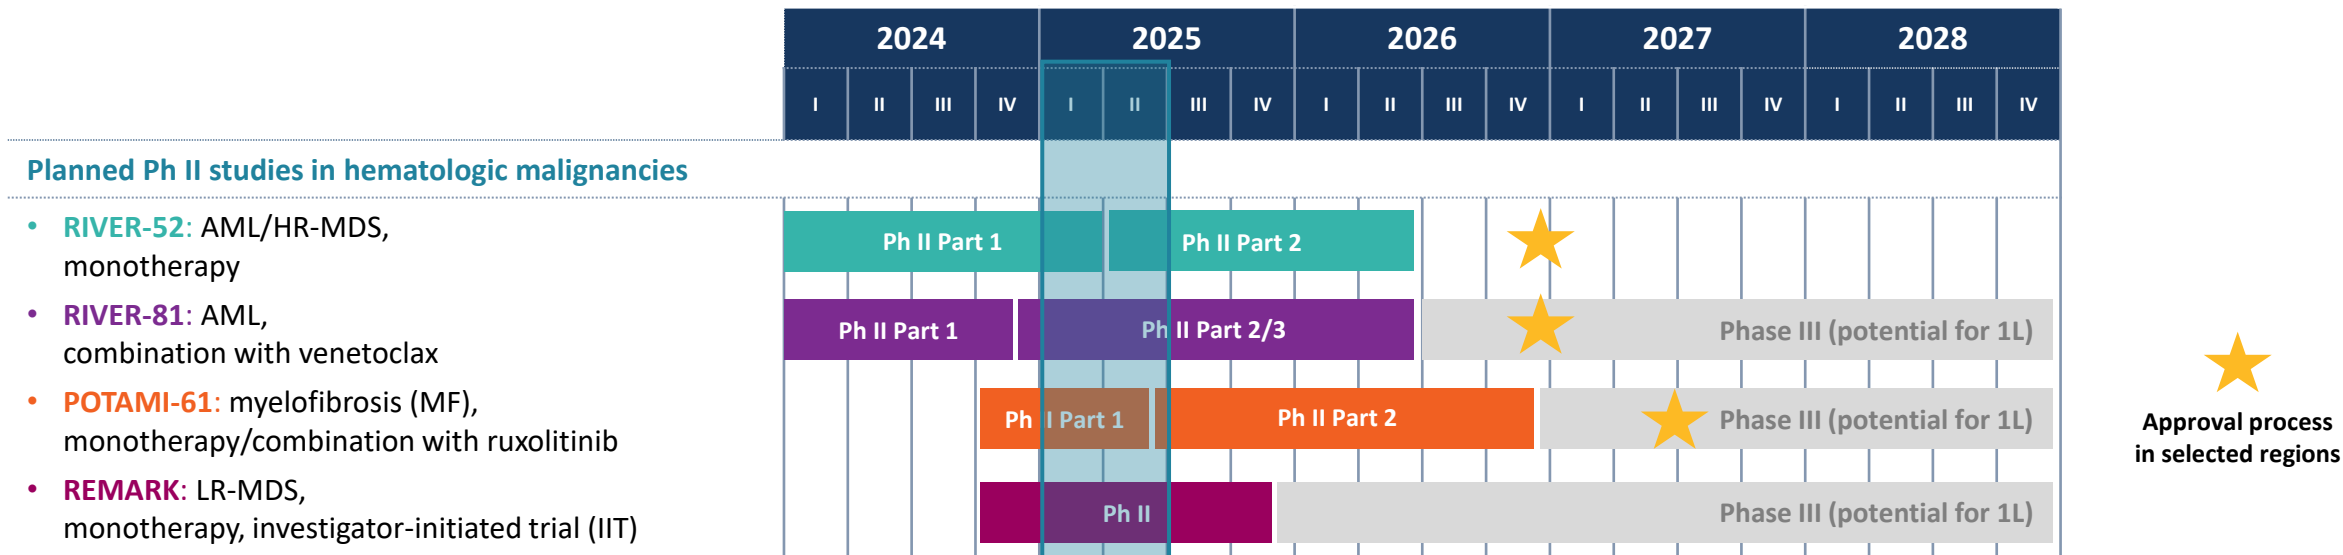 2024 2025 2026 2027 2028
I II III IV I II III IV I II III IV I II III IV I II III IV
Planned Ph II studies in hematologic malignancies
• RIVER-52: AML/HR-MDS,
monotherapy
Ph II Part 1 Ph II Part 2
• RIVER-81: AML,
combination with venetoclax
Ph II Part 1 Ph II Part 2/3 Phase III (potential for 1L)
• POTAMI-61: myelofibrosis (MF),
monotherapy/combination with ruxolitinib
Ph II Part 1 Ph II Part 2 Phase III (potential for 1L)
• REMARK: LR-MDS,
monotherapy, investigator-initiated trial (IIT)
Ph II Phase III (potential for 1L)
Approval process
in selected regions